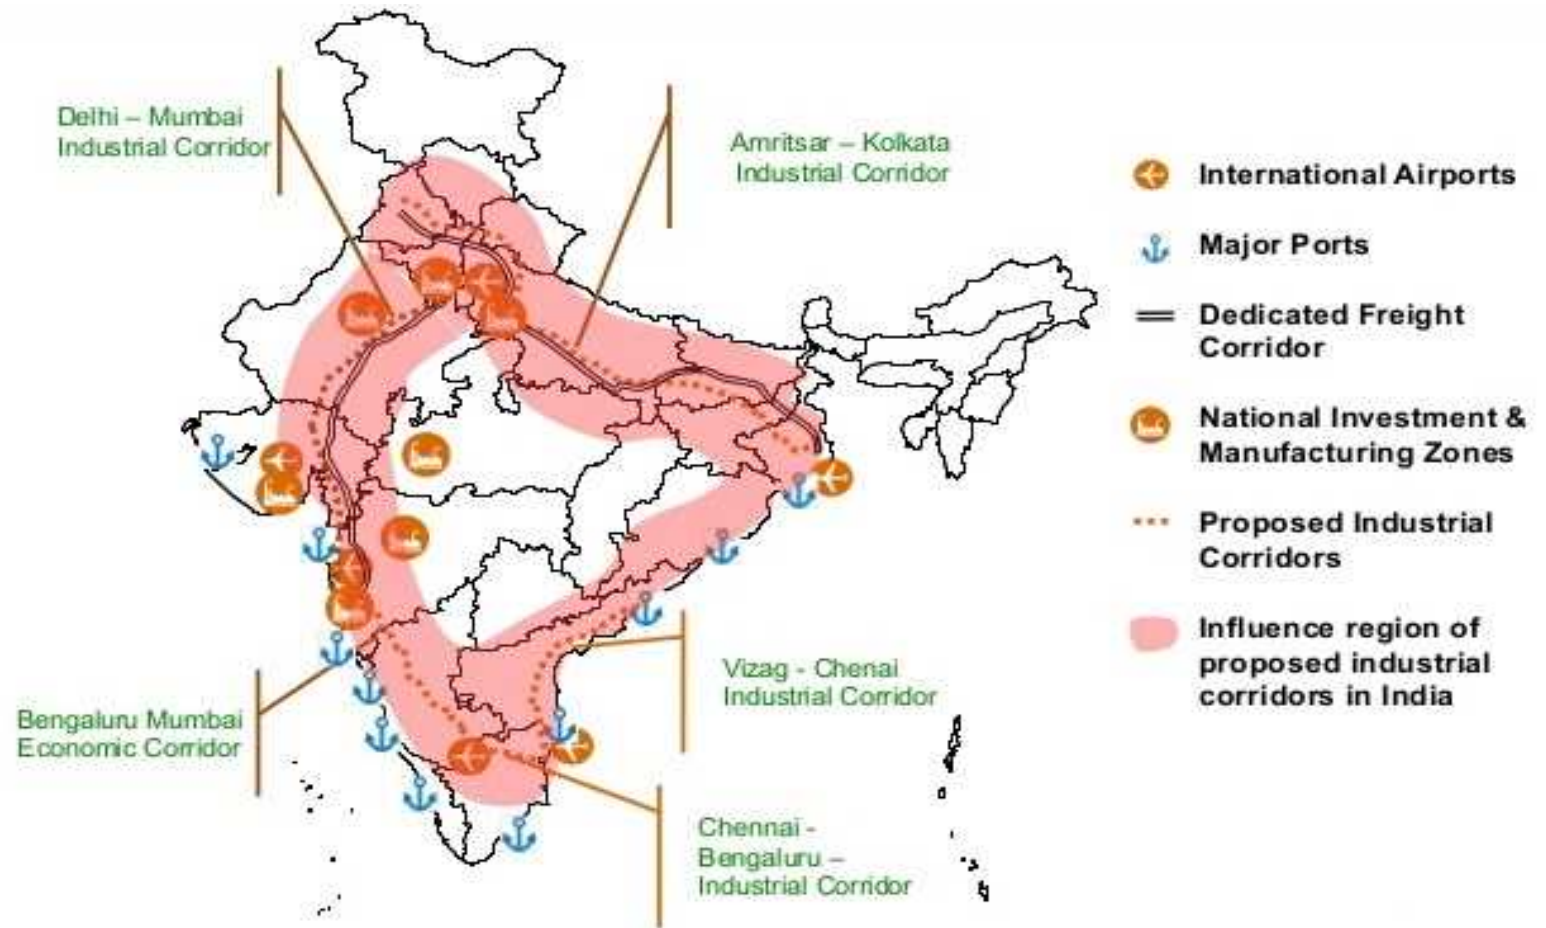 Delhi – Mumbai
Industrial Corridor
Amritsar – Kolkata
Industrial Corridor
Bengaluru Mumbai
Economic Corridor
Vizag - Chenai
Industrial Corridor
Chennai -
Bengaluru –
Industrial Corridor
International Airports
Major Ports
Dedicated Freight
Corridor
National Investment &
Manufacturing Zones
Proposed Industrial
Corridors
Influence region of
proposed industrial
corridors in India